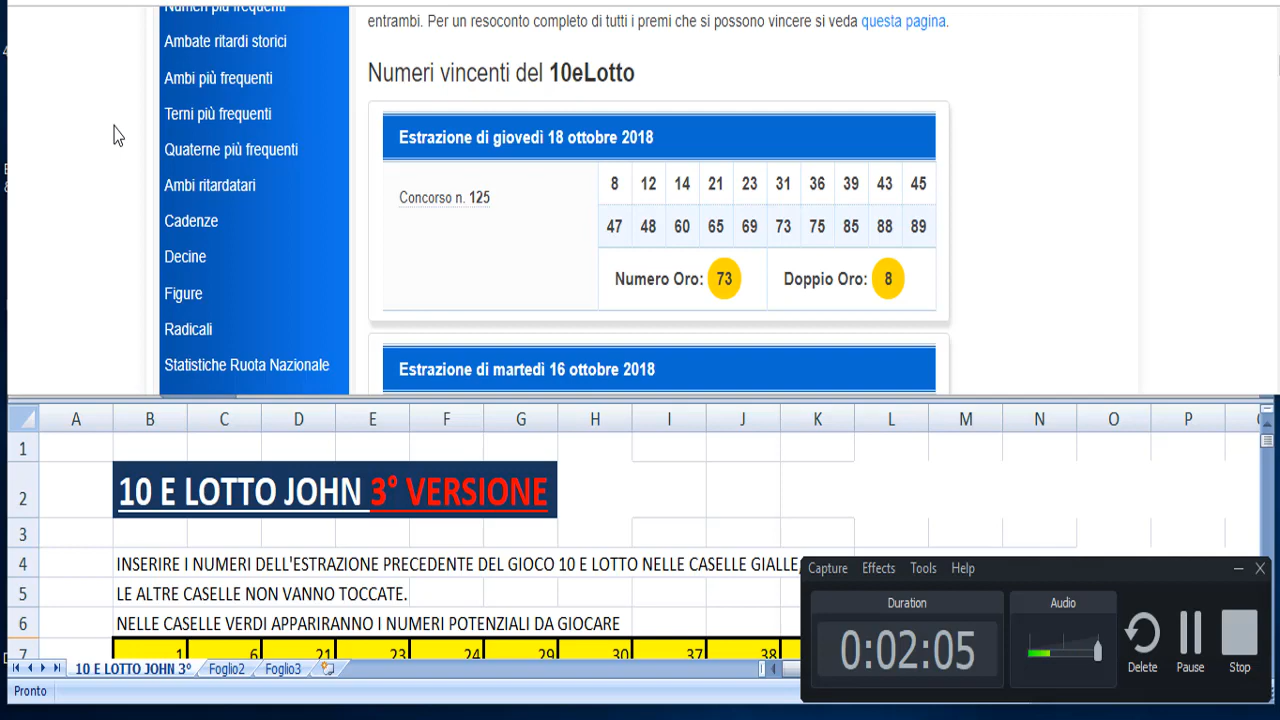 Numeri più frequenti
Ambate ritardi storici
Ambi più frequenti
Terni più frequenti
Quaterne più frequenti
Ambi ritardatari
Cadenze
Decine
Figure
Radicali
Statistiche Ruota Nazionale
entrambi. Per un resoconto completo di tutti i premi che si possono vincere si veda questa pagina.
Numeri vincenti del 10eLotto
Estrazione di giovedì 18 ottobre 2018
Concorso n. 125
8 12 14 21 23 31 36 39 43 45
47 48 60 65 69 73 75 85 88 89
Numero Oro: 73 Doppio Oro: 8
Estrazione di martedì 16 ottobre 2018
A B C D E F G H I J K L M N O P
1
2 10 E LOTTO JOHN 3° VERSIONE
3
4 INSERIRE I NUMERI DELL'ESTRAZIONE PRECEDENTE DEL GIOCO 10 E LOTTO NELLE CASELLE GIALLE,
5 LE ALTRE CASELLE NON VANNO TOCCATE.
6 NELLE CASELLE VERDI APPARIRANNO I NUMERI POTENZIALI DA GIOCARE
7 1 6 21 23 24 29 30 37 38
10 E LOTTO JOHN 3° Foglio2 Foglio3
Pronto
Capture Effects Tools Help
Duration
0:02:05
Audio
Delete Pause Stop